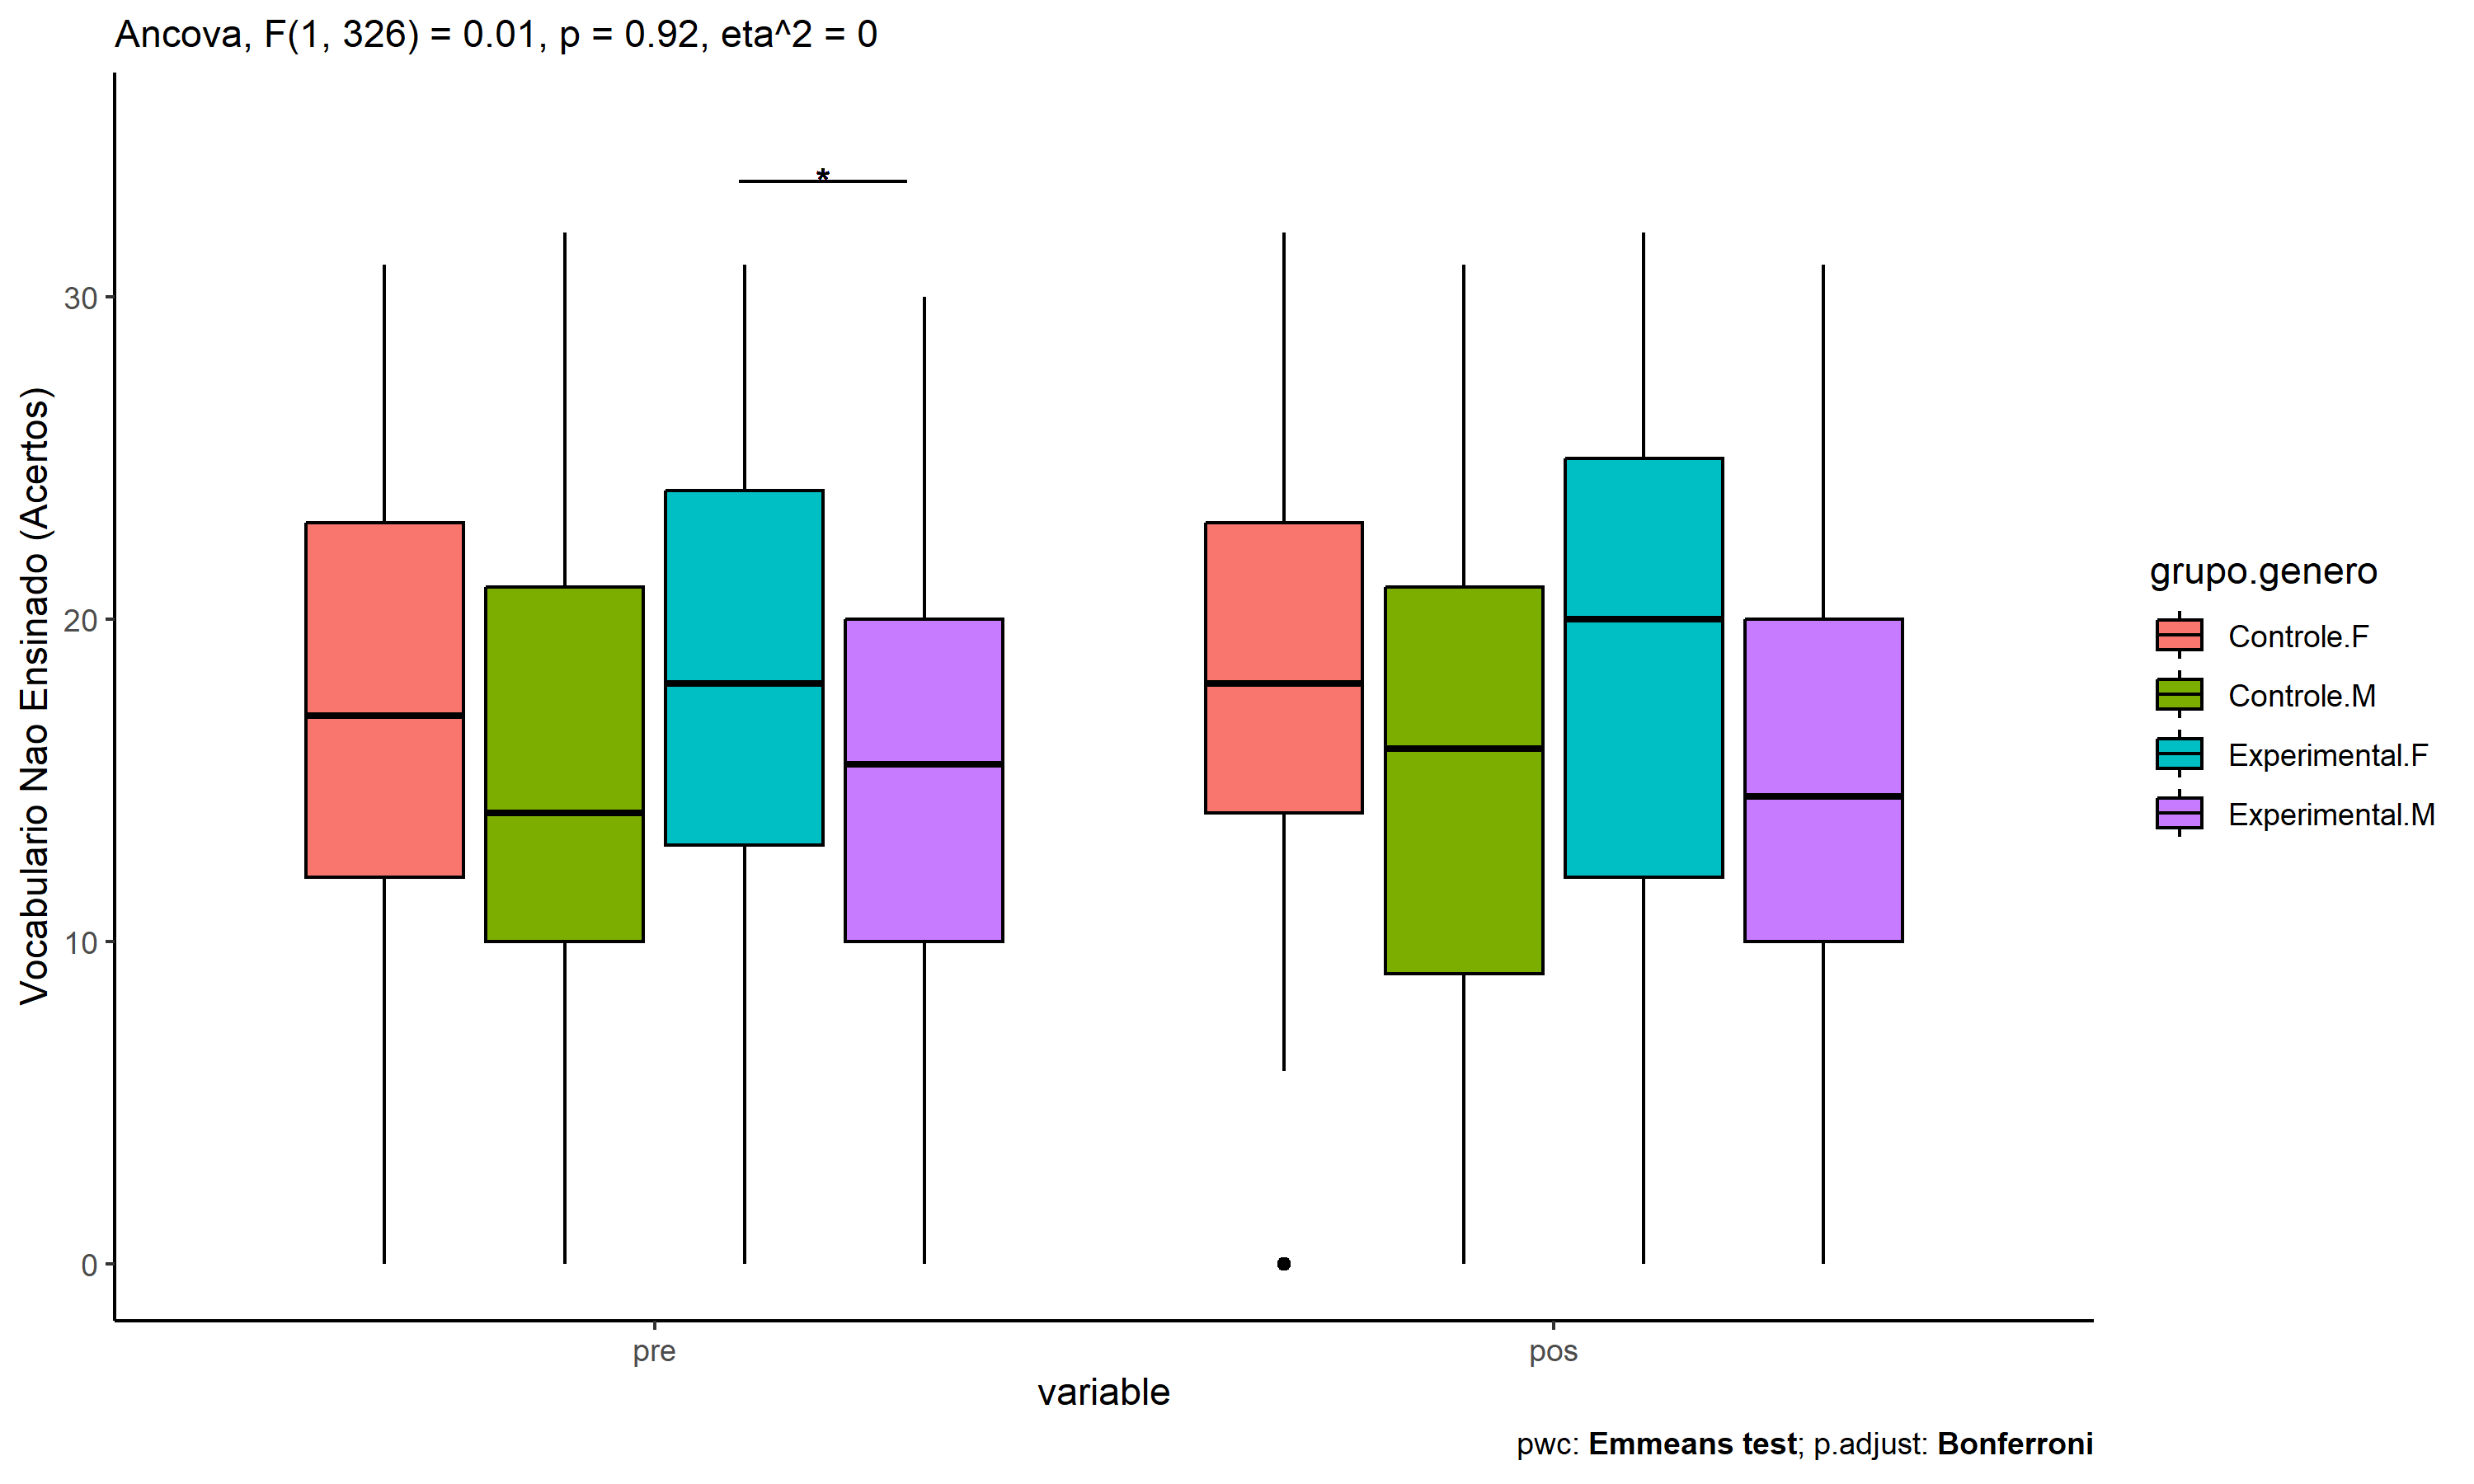 Ancova, F(1, 326) = 0.01, p = 0.92, eta^2 = 0
Vocabulario Nao Ensinado (Acertos)
30
20
10
0
*
pre
pos
variable
grupo.genero
Controle.F
Controle.M
Experimental.F
Experimental.M
pwc: Emmeans test; p.adjust: Bonferroni